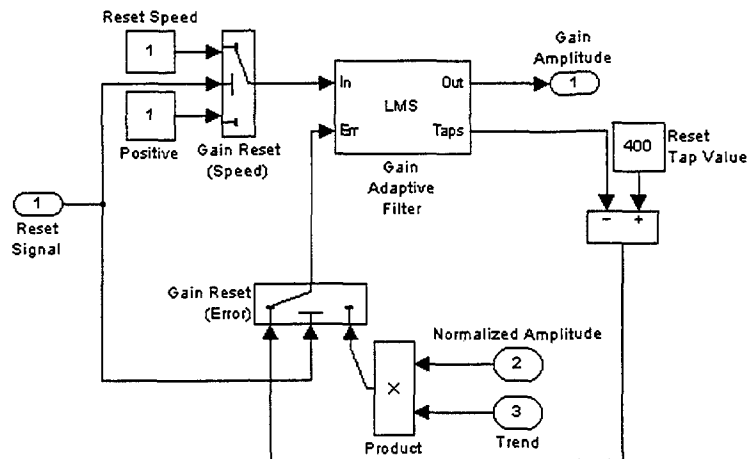 Reset Speed
1
1
Positive
Gain Reset
(Speed)
In
Out
LMS
Err
Taps
Gain
Adaptive
Filter
Gain
Amplitude
1
400
Reset
Tap Value
- +
1
Reset
Signal
Gain Reset
(Error)
Normalized Amplitude
2
×
3
Product
Trend